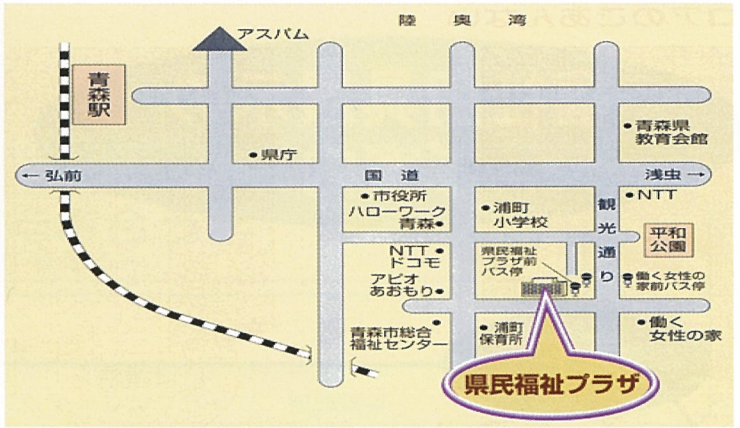 陸奥湾
アスパム
青森駅
青森県
教育会館
県庁
←弘前
国道
浅虫→
市役所
ハローワーク
青森
浦町
小学校
観光通り
NTT
平和
公園
NTT
ドコモ
県民福祉
プラザ前
バス停
働く女性の
家前バス停
アピオ
あおもり
青森市総合
福祉センター
浦町
保育所
働く
女性の家
県民福祉プラザ